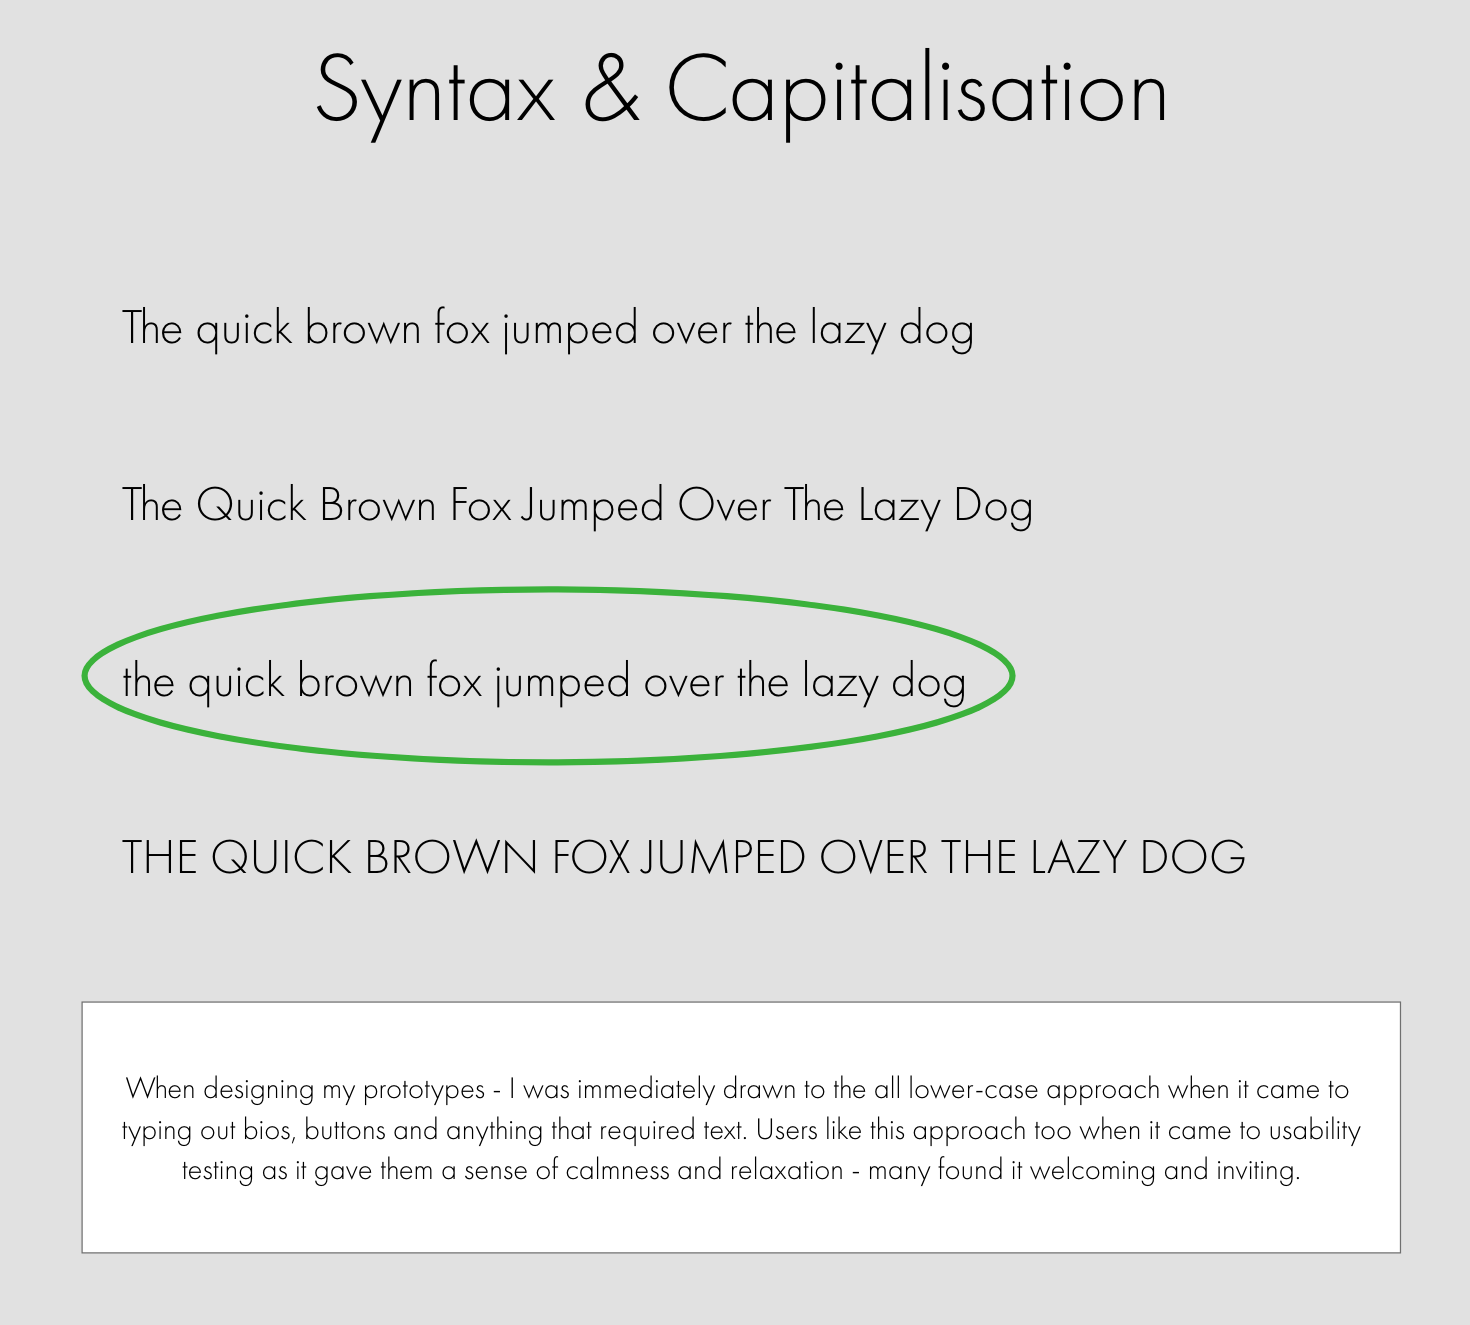 Syntax & Capitalisation
The quick brown fox jumped over the lazy dog
The Quick Brown Fox Jumped Over The Lazy Dog
the quick brown fox jumped over the lazy dog
THE QUICK BROWN FOX JUMPED OVER THE LAZY DOG
When designing my prototypes - I was immediately drawn to the all lower-case approach when it came to
typing out bios, buttons and anything that required text. Users like this approach too when it came to usability
testing as it gave them a sense of calmness and relaxation - many found it welcoming and inviting.